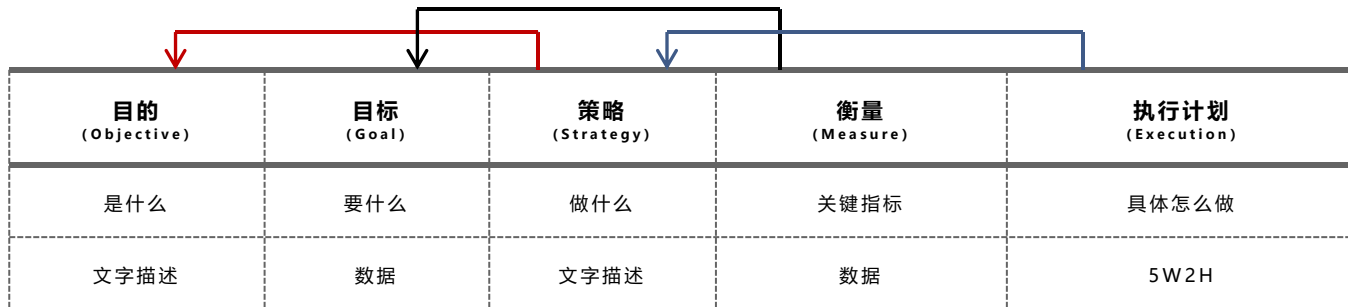 目的 目标 策略 衡量 执行计划
(Objective) (Goal) (Strategy) (Measure) (Execution)
是什么 要什么 做什么 关键指标 具体怎么做
文字描述 数据 文字描述 数据 5W2H